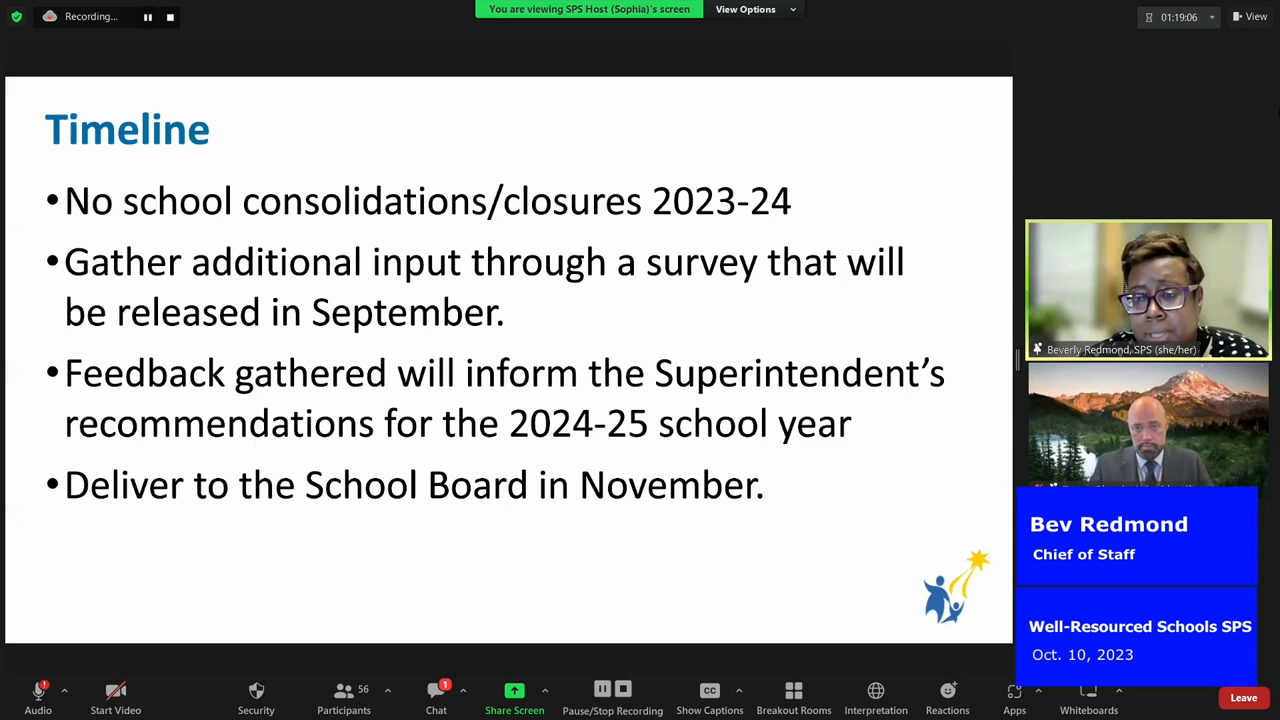 Recording...
You are viewing SPS Host (Sophia)'s screen
View Options
01:19:06
View
Timeline
•No school consolidations/closures 2023-24
•Gather additional input through a survey that will
be released in September.
•Feedback gathered will inform the Superintendent's
recommendations for the 2024-25 school year
•Deliver to the School Board in November.
Beverly Redmond, SPS (she/her)
Bev Redmond
Chief of Staff
Well-Resourced Schools SPS
Oct. 10, 2023
Audio
Start Video
Security
56
Participants
1
Chat
Share Screen
Pause/Stop Recording
CC
Show Captions
Breakout Rooms
Interpretation
Reactions
Apps
Whiteboards
Leave